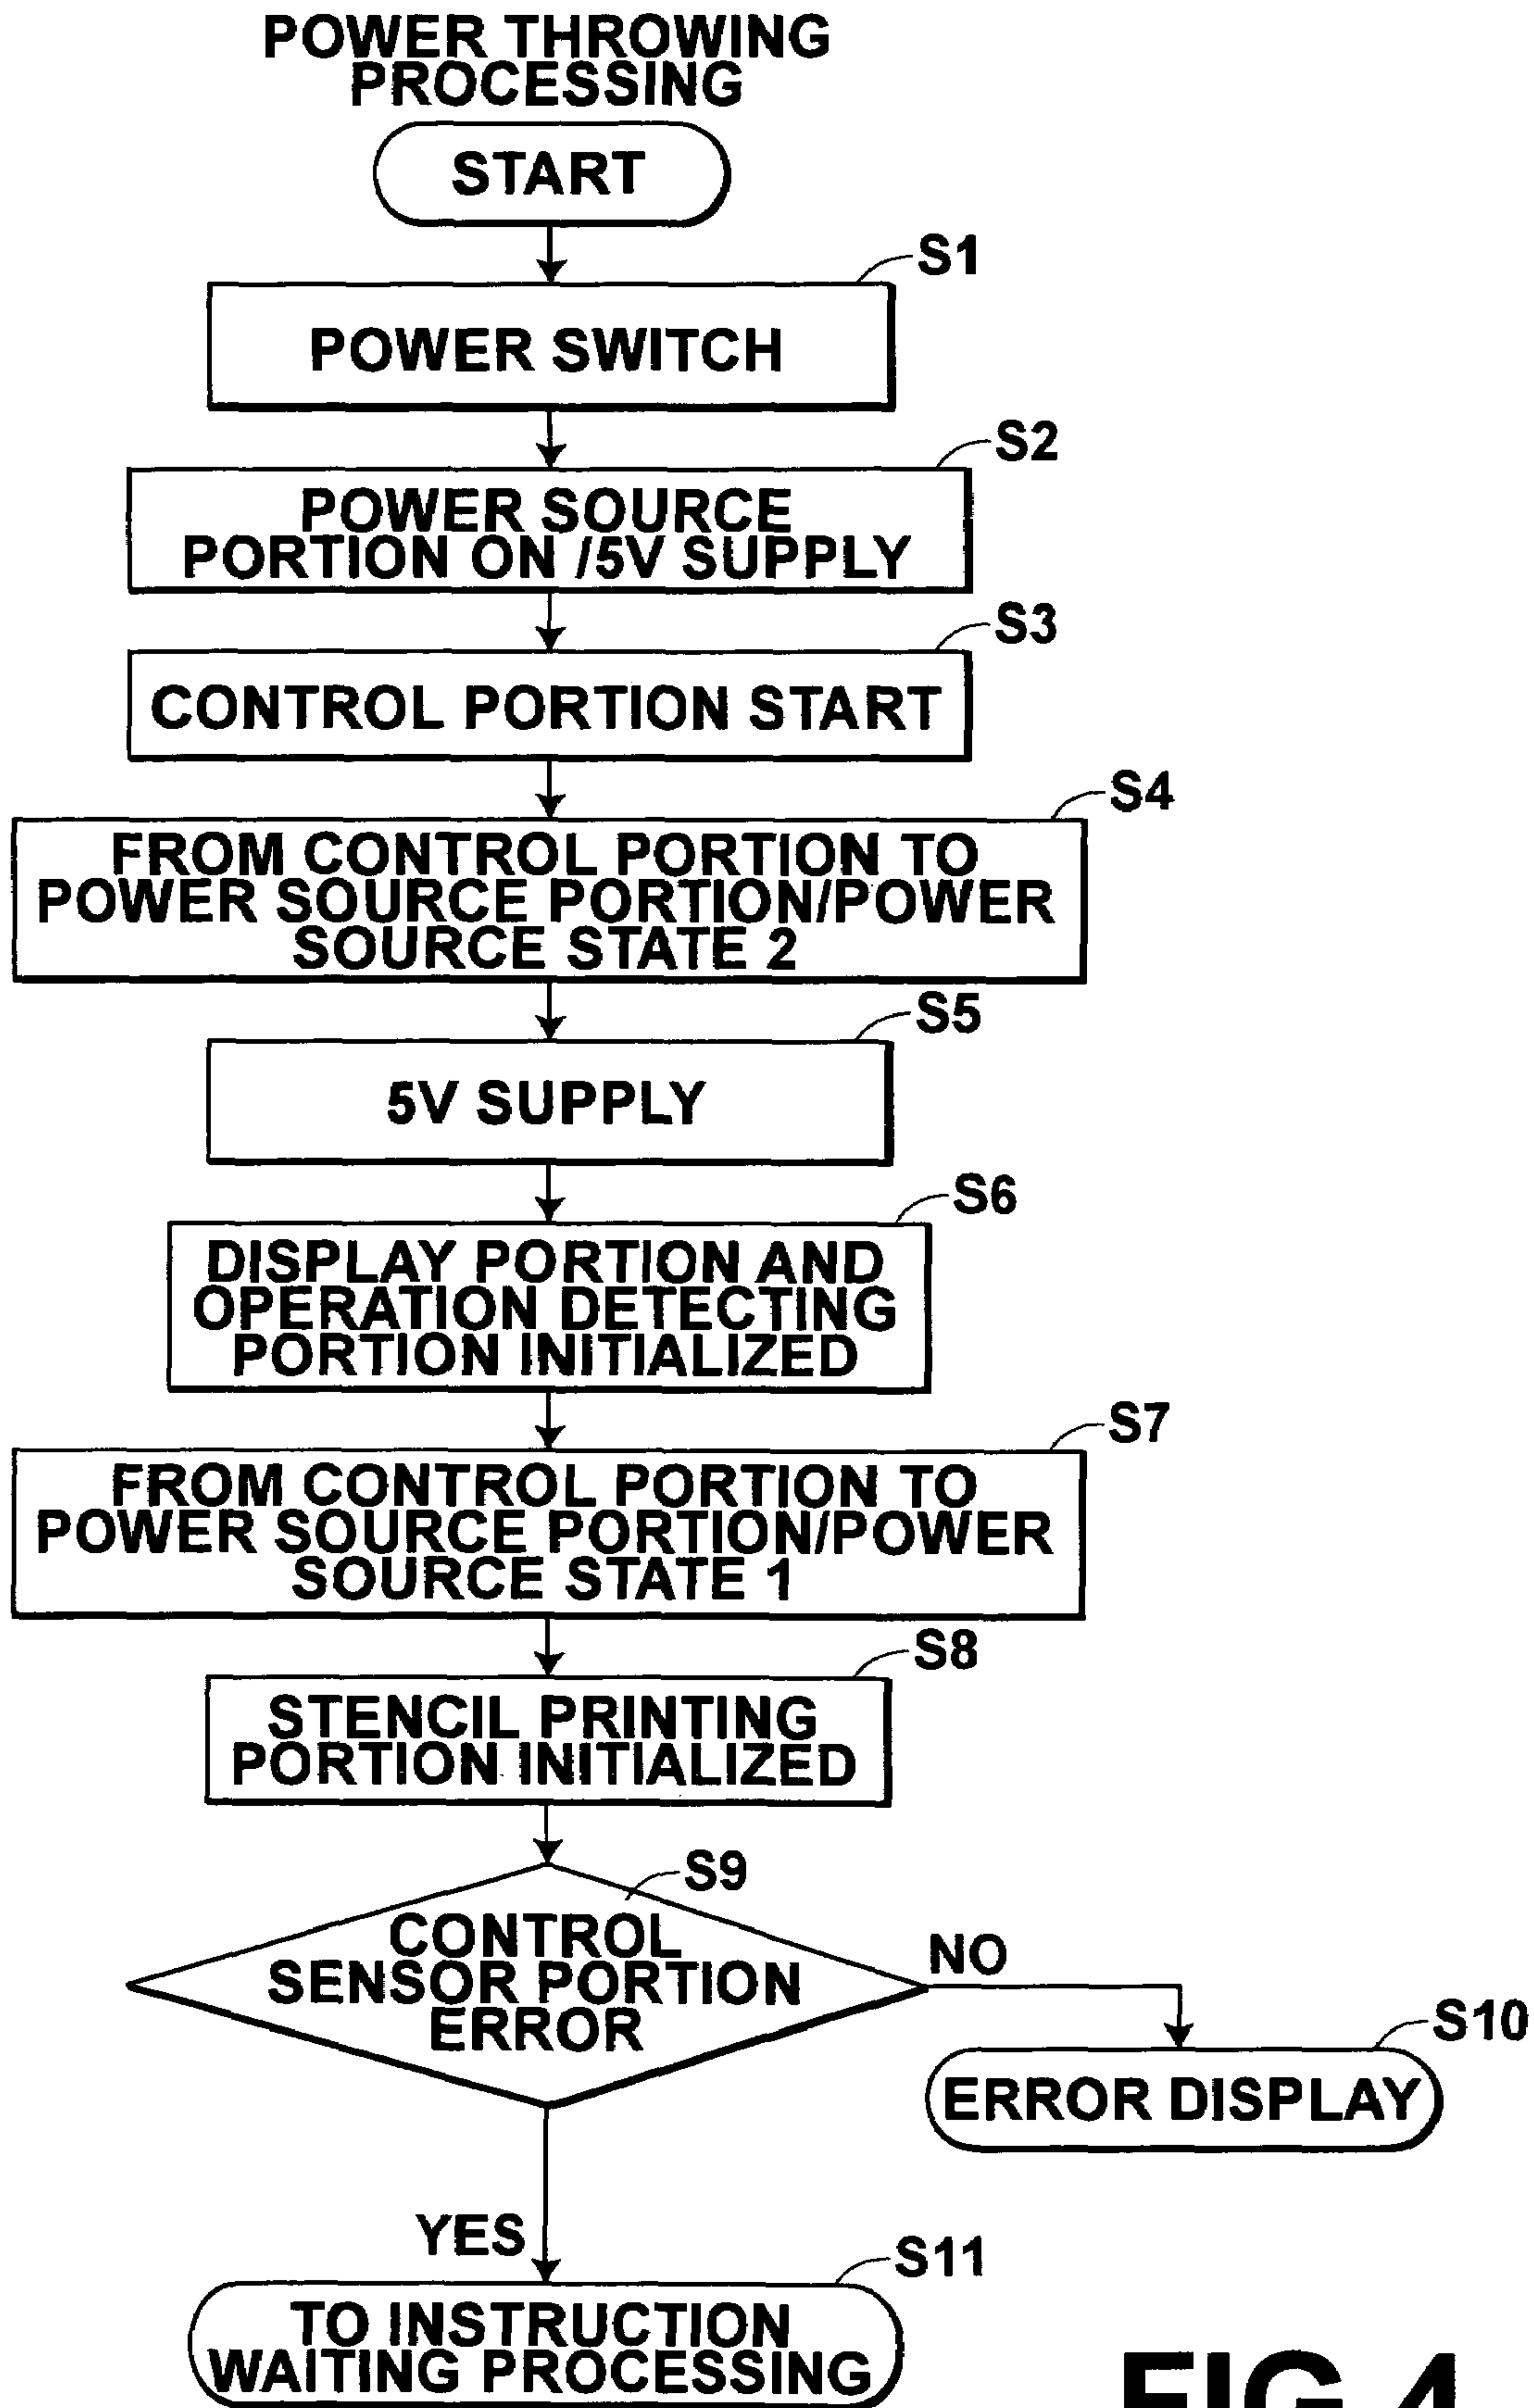 POWER THROWING
PROCESSING
START
S1
POWER SWITCH
S2
POWER SOURCE
PORTION ON /5V SUPPLY
S3
CONTROL PORTION START
S4
FROM CONTROL PORTION TO
POWER SOURCE PORTION/POWER
SOURCE STATE 2
S5
5V SUPPLY
S6
DISPLAY PORTION AND
OPERATION DETECTING
PORTION INITIALIZED
S7
FROM CONTROL PORTION TO
POWER SOURCE PORTION/POWER
SOURCE STATE 1
S8
STENCIL PRINTING
PORTION INITIALIZED
S9
CONTROL
SENSOR PORTION
ERROR
NO
S10
ERROR DISPLAY
YES
S11
TO INSTRUCTION
WAITING PROCESSING
FIG.4